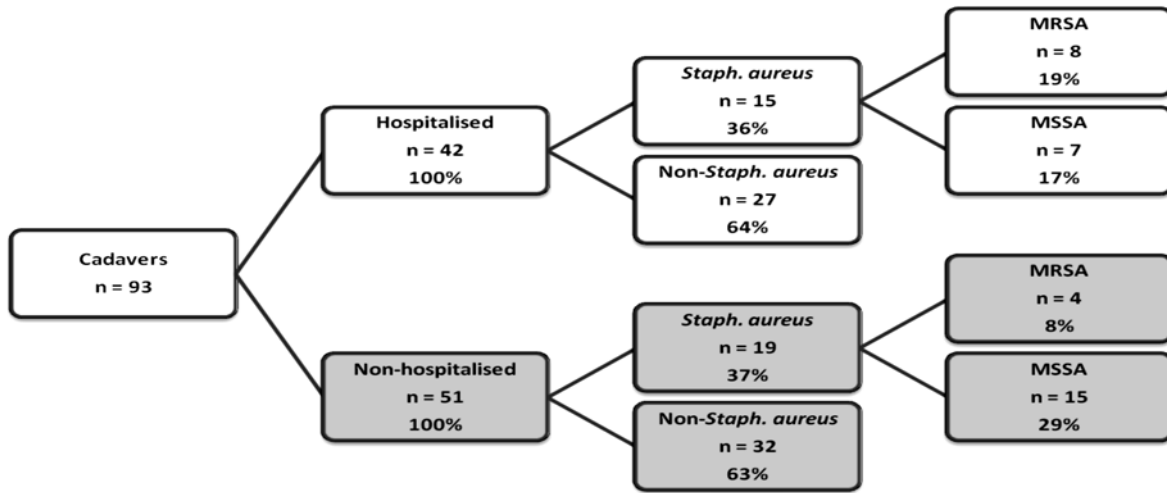 Cadavers
n = 93
Hospitalised
n = 42
100%
Staph. aureus
n = 15
36%
MRSA
n = 8
19%
MSSA
n = 7
17%
Non-Staph. aureus
n = 27
64%
Non-hospitalised
n = 51
100%
Staph. aureus
n = 19
37%
MRSA
n = 4
8%
MSSA
n = 15
29%
Non-Staph. aureus
n = 32
63%